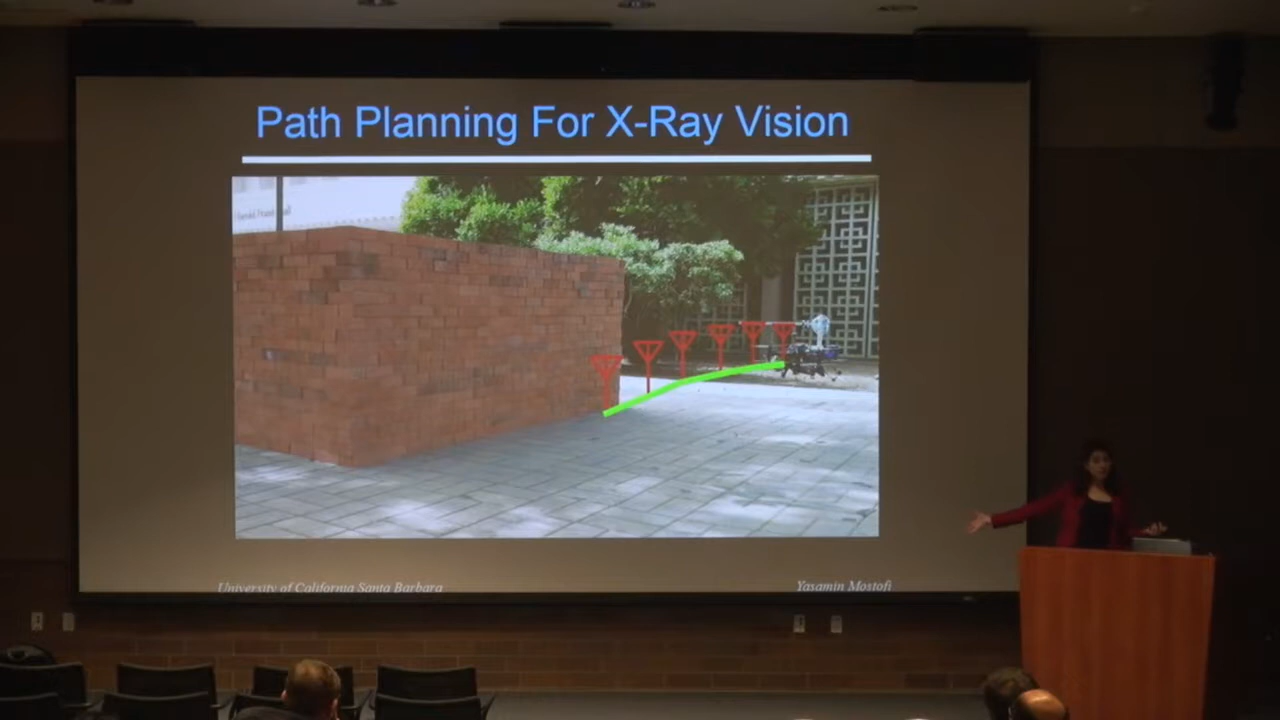 Path Planning For X-Ray Vision
University of California Santa Barbara
Yasamin Mostofi